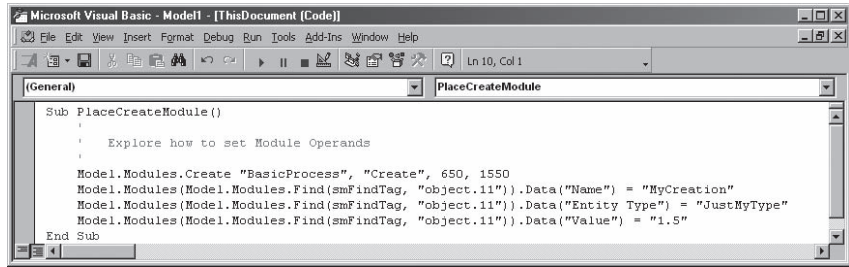 Microsoft Visual Basic - Model1 - [ThisDocument (Code)]
File Edit View Insert Format Debug Run Tools Add-Ins Window Help
Ln 10, Col 1
(General) PlaceCreateModule
Sub PlaceCreateModule()
'
' Explore how to set Module Operands
'
Model.Modules.Create "BasicProcess", "Create", 650, 1550
Model.Modules(Model.Modules.Find(smFindTag, "object.11")).Data("Name") = "MyCreation"
Model.Modules(Model.Modules.Find(smFindTag, "object.11")).Data("Entity Type") = "JustMyType"
Model.Modules(Model.Modules.Find(smFindTag, "object.11")).Data("Value") = "1.5"
End Sub